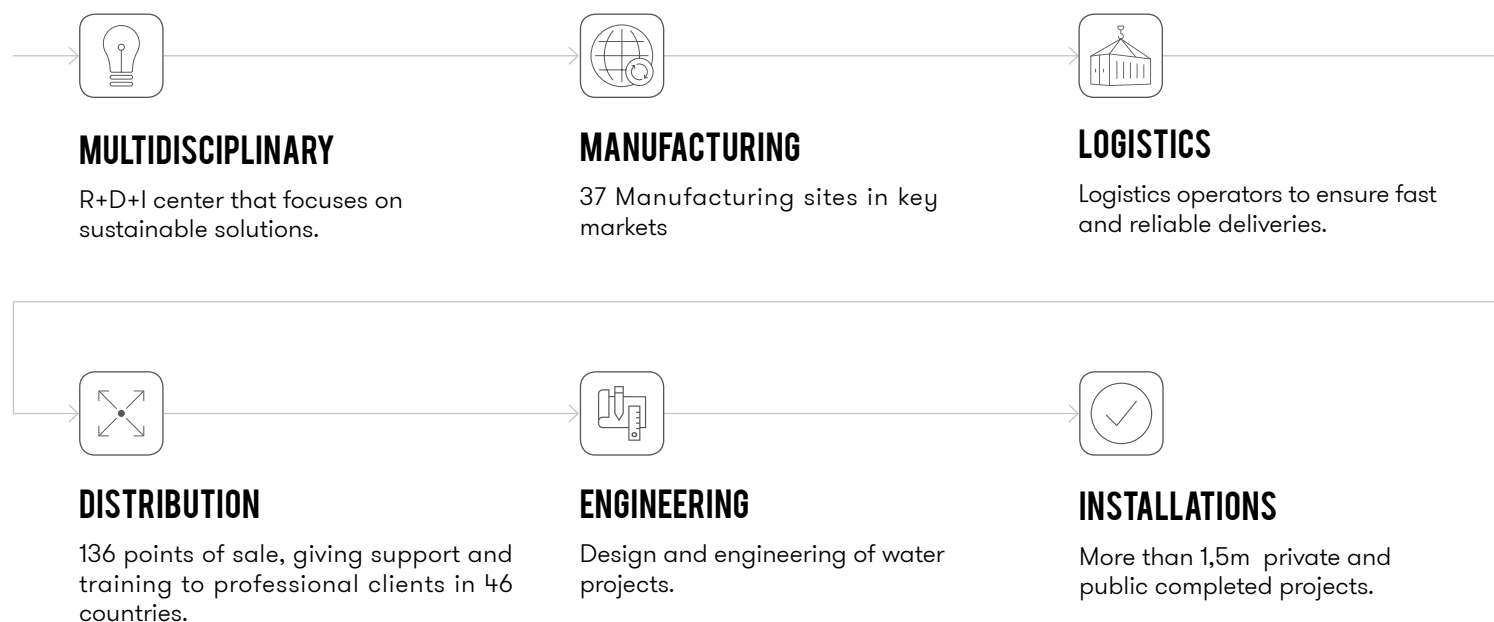 MULTIDISCIPLINARY
R+D+I center that focuses on
sustainable solutions.
MANUFACTURING
37 Manufacturing sites in key
markets
LOGISTICS
Logistics operators to ensure fast
and reliable deliveries.
DISTRIBUTION
136 points of sale, giving support and
training to professional clients in 46
countries.
ENGINEERING
Design and engineering of water
projects.
INSTALLATIONS
More than 1,5m  private and
public completed projects.